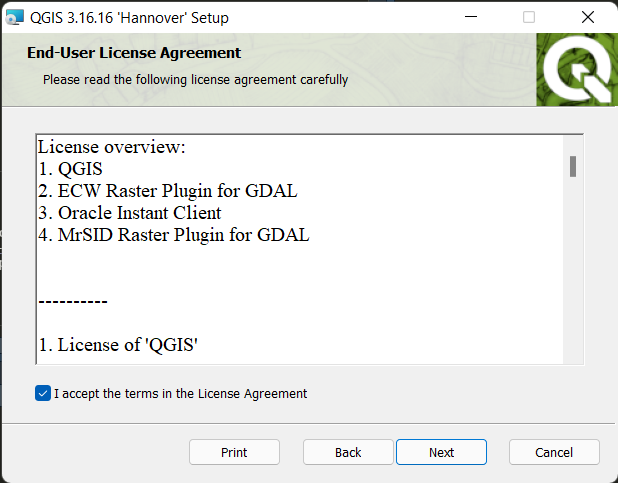 QGIS 3.16.16 'Hannover' Setup
End-User License Agreement
Please read the following license agreement carefully
License overview:
1. QGIS
2. ECW Raster Plugin for GDAL
3. Oracle Instant Client
4. MrSID Raster Plugin for GDAL
----------
1. License of 'QGIS'
I accept the terms in the License Agreement
Print Back Next Cancel